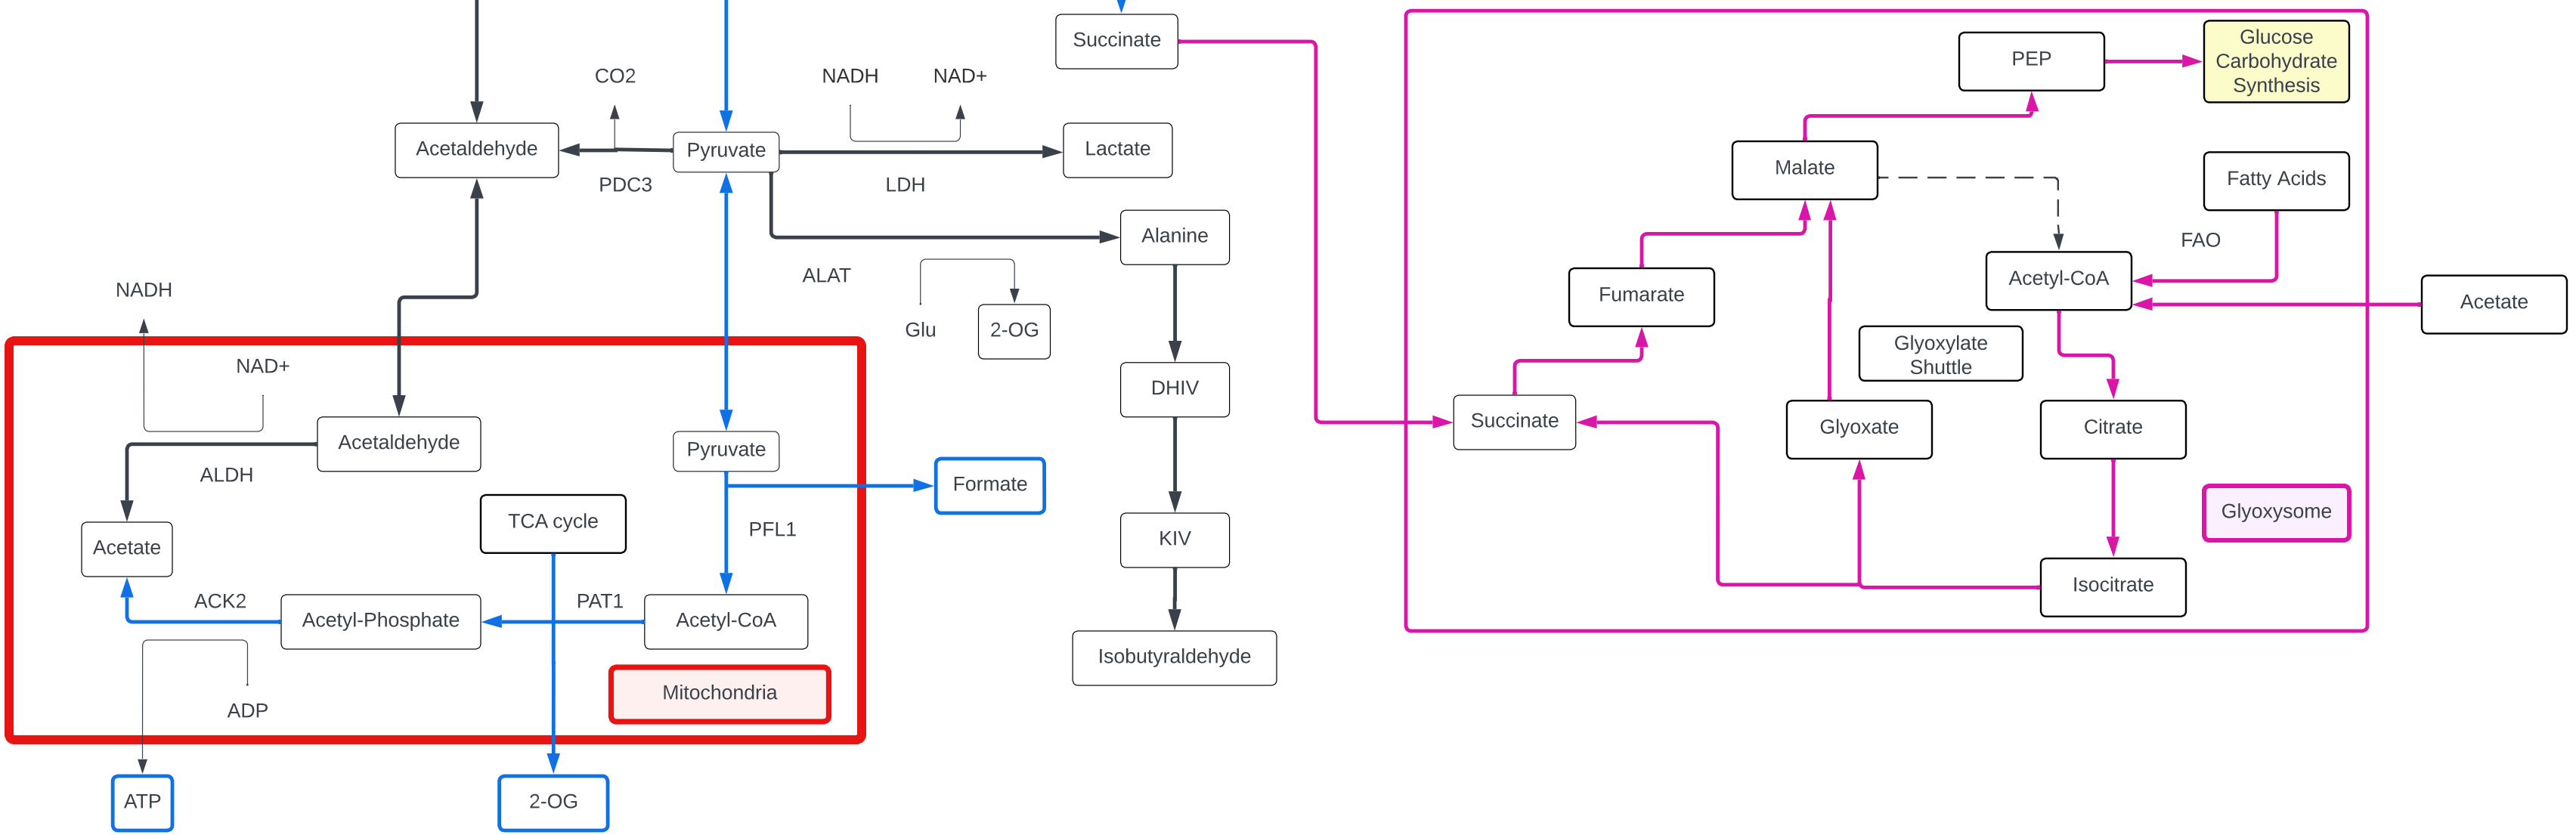 Succinate
PEP
Glucose
Carbohydrate
Synthesis
CO2
NADH
NAD+
Acetaldehyde
Pyruvate
Lactate
PDC3
LDH
Malate
Fatty Acids
FAO
Alanine
ALAT
Glu
2-OG
Fumarate
Acetyl-CoA
Acetate
Glyoxylate
Shuttle
NADH
NAD+
DHIV
Succinate
Glyoxate
Citrate
Acetaldehyde
Pyruvate
ALDH
Formate
Glyoxysome
TCA cycle
PFL1
KIV
Acetate
Isocitrate
ACK2
PAT1
Acetyl-Phosphate
Acetyl-CoA
Isobutyraldehyde
Mitochondria
ADP
ATP
2-OG